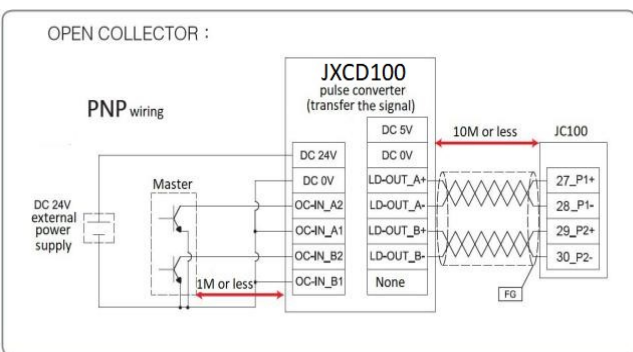 OPEN COLLECTOR :
PNP wiring
JXCD100
pulse converter
(transfer the signal)
DC 5V
DC 24V
DC 0V
DC 0V
LD-OUT_A+
OC-IN_A2
LD-OUT_A-
OC-IN_A1
LD-OUT_B+
OC-IN_B2
LD-OUT_B-
OC-IN_B1
None
Master
DC 24V
external
power
supply
1M or less
10M or less
JC100
27_P1+
28_P1-
29_P2+
30_P2-
FG